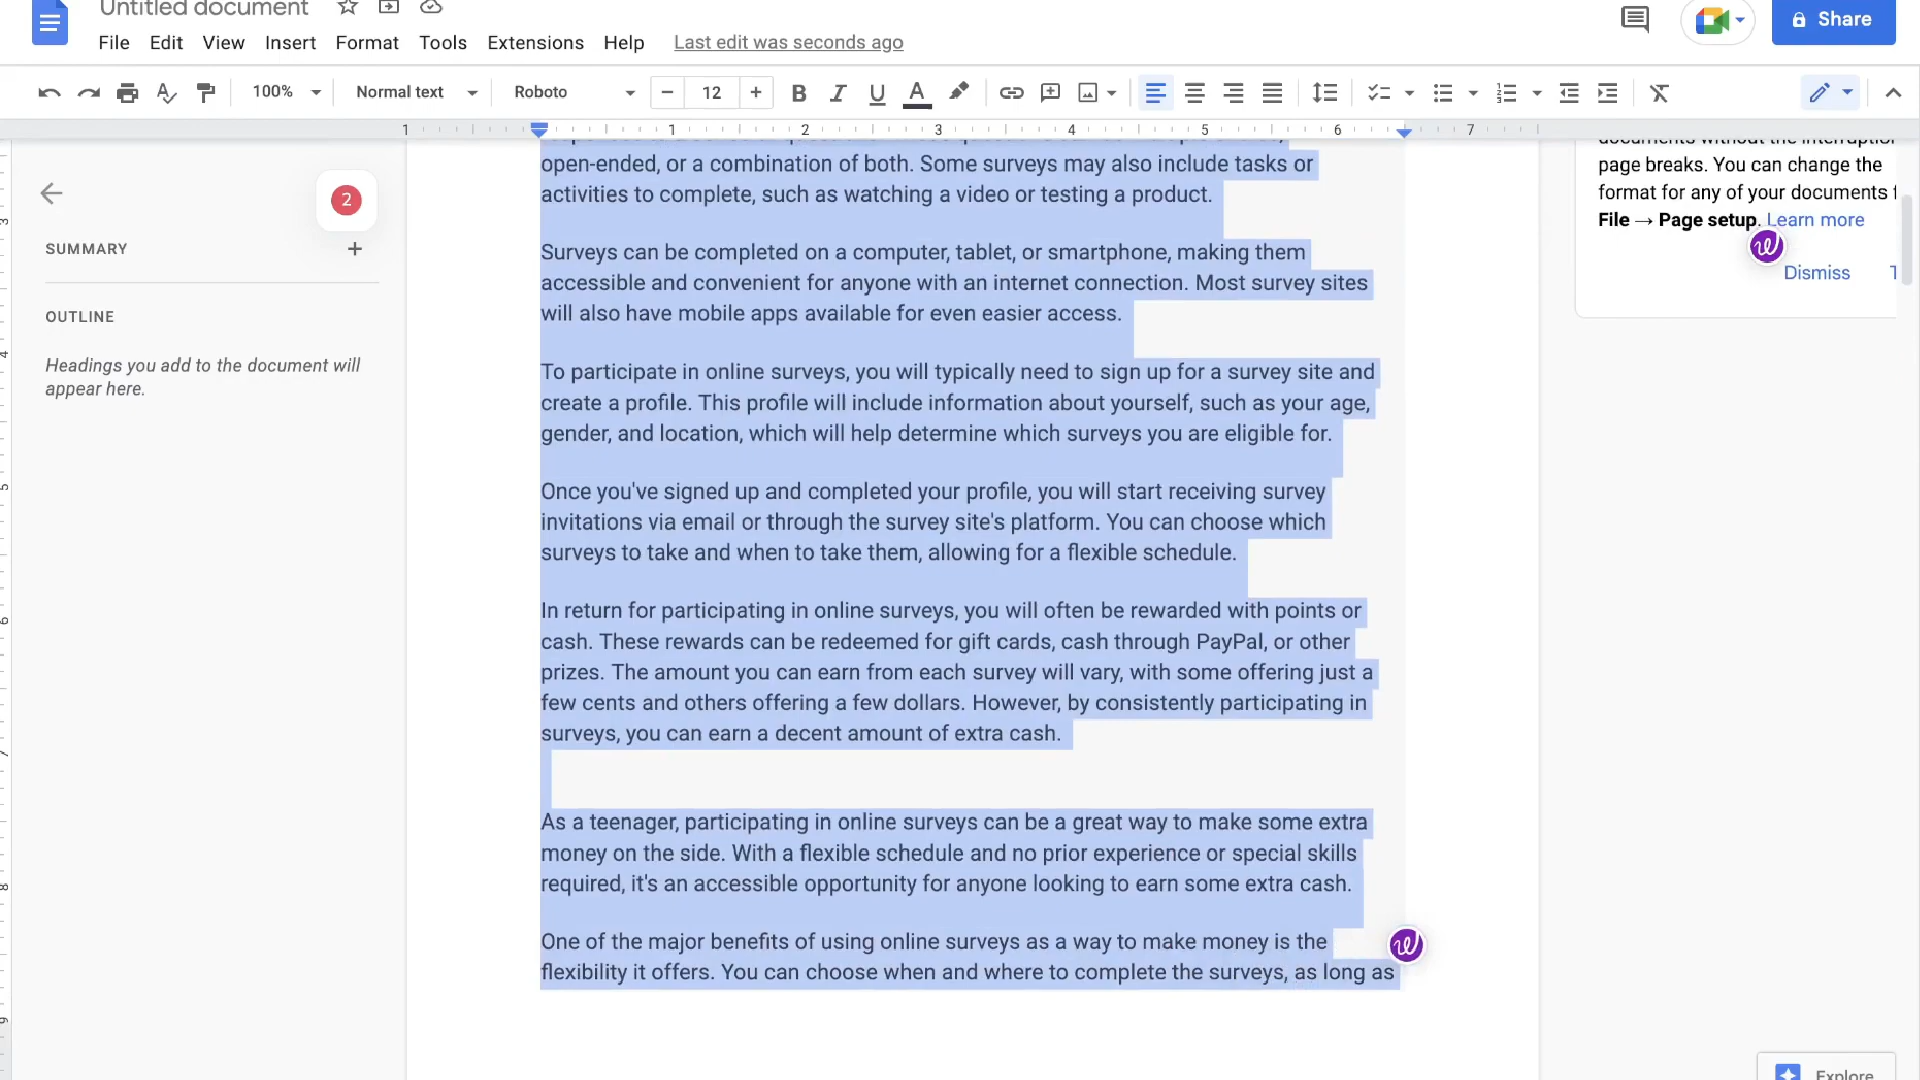 Untitled document
File Edit View Insert Format Tools Extensions Help Last edit was seconds ago
Share
100% Normal text Roboto 12
1 1 2 3 4 5 6 7
2
SUMMARY
OUTLINE
Headings you add to the document will
appear here.
open-ended, or a combination of both. Some surveys may also include tasks or
activities to complete, such as watching a video or testing a product.
Surveys can be completed on a computer, tablet, or smartphone, making them
accessible and convenient for anyone with an internet connection. Most survey sites
will also have mobile apps available for even easier access.
To participate in online surveys, you will typically need to sign up for a survey site and
create a profile. This profile will include information about yourself, such as your age,
gender, and location, which will help determine which surveys you are eligible for.
Once you've signed up and completed your profile, you will start receiving survey
invitations via email or through the survey site's platform. You can choose which
surveys to take and when to take them, allowing for a flexible schedule.
In return for participating in online surveys, you will often be rewarded with points or
cash. These rewards can be redeemed for gift cards, cash through PayPal, or other
prizes. The amount you can earn from each survey will vary, with some offering just a
few cents and others offering a few dollars. However, by consistently participating in
surveys, you can earn a decent amount of extra cash.
As a teenager, participating in online surveys can be a great way to make some extra
money on the side. With a flexible schedule and no prior experience or special skills
required, it's an accessible opportunity for anyone looking to earn some extra cash.
One of the major benefits of using online surveys as a way to make money is the
flexibility it offers. You can choose when and where to complete the surveys, as long as
documents without the interruption
page breaks. You can change the
format for any of your documents
File → Page setup. Learn more
Dismiss
Explore